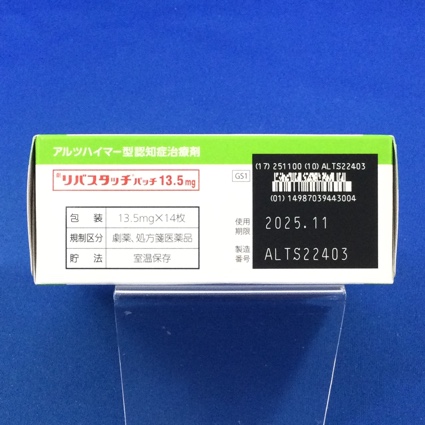 アルツハイマー型認知症治療剤
リバスタッチ®パッチ13.5mg
包装 13.5mg×14枚
規制区分 劇薬、処方箋医薬品
貯法 室温保存
GS1
(17) 251100 (10) ALTS22403
(01) 14987039443004
使用期限 2025.11
製造番号 ALTS22403